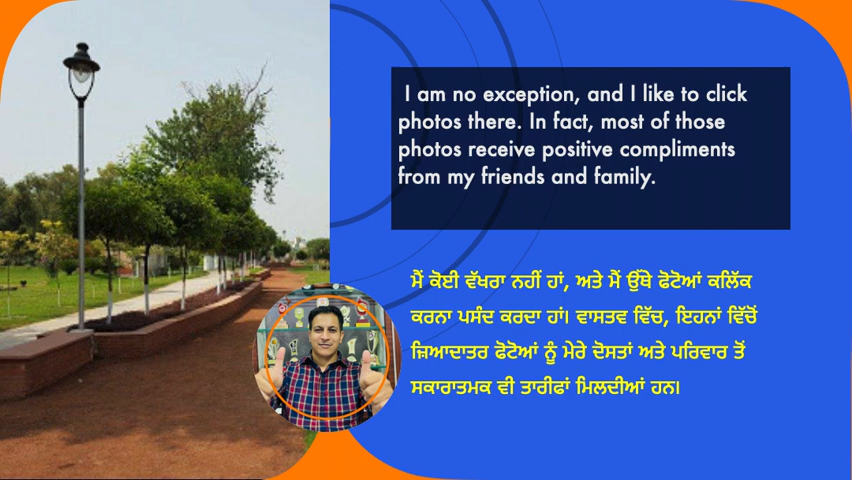 I am no exception, and I like to click
photos there. In fact, most of those
photos receive positive compliments
from my friends and family.
ਮੈਂ ਕੋਈ ਵੱਖਰਾ ਨਹੀਂ ਹਾਂ, ਅਤੇ ਮੈਂ ਉੱਥੇ ਫੋਟੋਆਂ ਕਲਿੱਕ
ਕਰਨਾ ਪਸੰਦ ਕਰਦਾ ਹਾਂ। ਵਾਸਤਵ ਵਿੱਚ, ਇਹਨਾਂ ਵਿੱਚੋਂ
ਜ਼ਿਆਦਾਤਰ ਫੋਟੋਆਂ ਨੂੰ ਮੇਰੇ ਦੋਸਤਾਂ ਅਤੇ ਪਰਿਵਾਰ ਤੋਂ
ਸਕਾਰਾਤਮਕ ਵੀ ਤਾਰੀਫਾਂ ਮਿਲਦੀਆਂ ਹਨ।